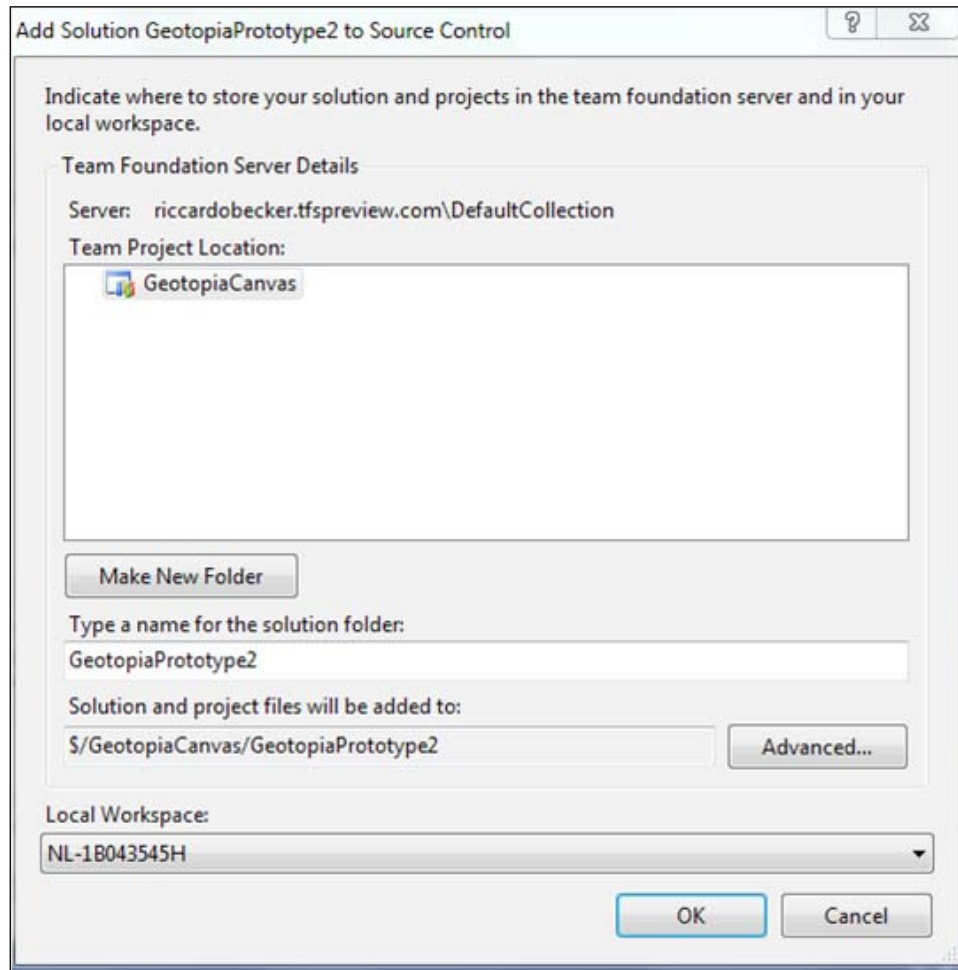 Add Solution GeotopiaPrototype2 to Source Control
Indicate where to store your solution and projects in the team foundation server and in your
local workspace.
Team Foundation Server Details
Server: riccardobecker.tfspreview.com\DefaultCollection
Team Project Location:
GeotopiaCanvas
Make New Folder
Type a name for the solution folder:
GeotopiaPrototype2
Solution and project files will be added to:
$/GeotopiaCanvas/GeotopiaPrototype2
Advanced...
Local Workspace:
NL-1B043545H
OK
Cancel